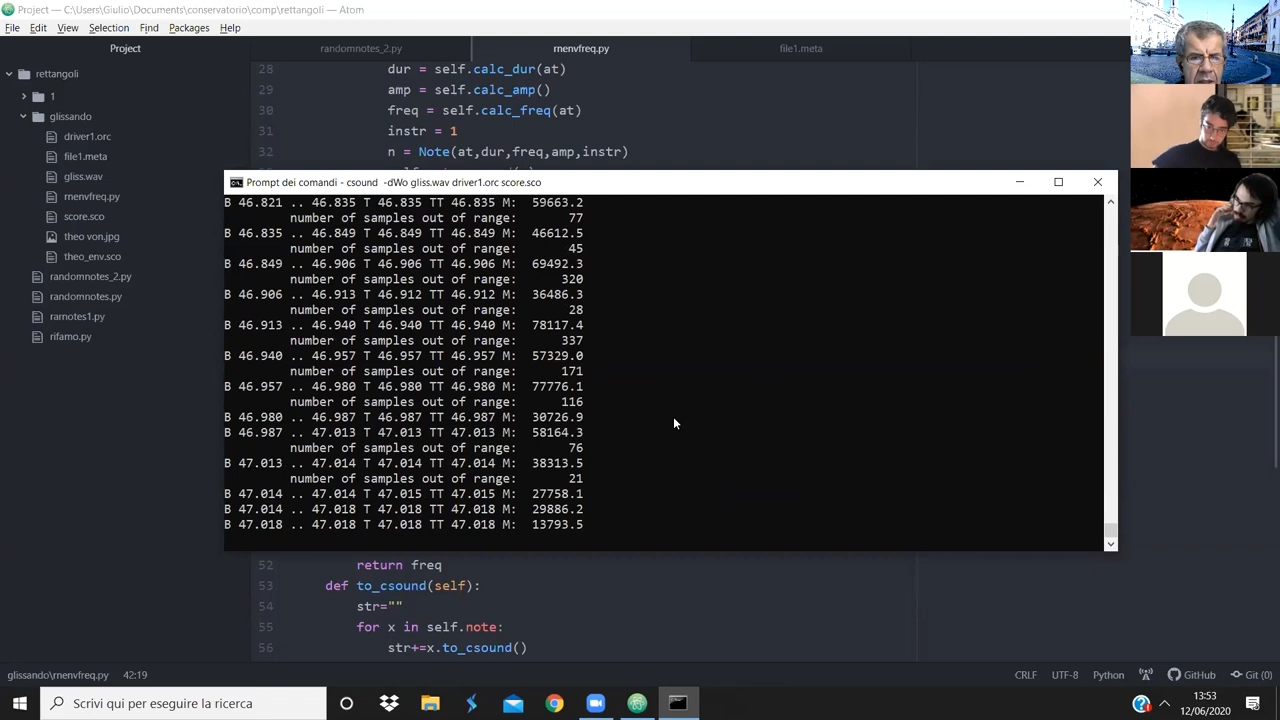 Project — C:\Users\Giulio\Documents\conservatorio\comp\rettangoli — Atom
File Edit View Selection Find Packages Help
Project
randomnotes_2.py rnenvfreq.py file1.meta
rettangoli
1
glissando
driver1.orc
file1.meta
gliss.wav
rnenvfreq.py
score.sco
theo von.jpg
theo_env.sco
randomnotes_2.py
randomnotes.py
rarnotes1.py
rifamo.py
28 dur = self.calc_dur(at)
29 amp = self.calc_amp()
30 freq = self.calc_freq(at)
31 instr = 1
32 n = Note(at,dur,freq,amp,instr)
Prompt dei comandi - csound -dWo gliss.wav driver1.orc score.sco
B 46.821 .. 46.835 T 46.835 TT 46.835 M: 59663.2
number of samples out of range: 77
B 46.835 .. 46.849 T 46.849 TT 46.849 M: 46612.5
number of samples out of range: 45
B 46.849 .. 46.906 T 46.906 TT 46.906 M: 69492.3
number of samples out of range: 320
B 46.906 .. 46.913 T 46.912 TT 46.912 M: 36486.3
number of samples out of range: 28
B 46.913 .. 46.940 T 46.940 TT 46.940 M: 78117.4
number of samples out of range: 337
B 46.940 .. 46.957 T 46.957 TT 46.957 M: 57329.0
number of samples out of range: 171
B 46.957 .. 46.980 T 46.980 TT 46.980 M: 77776.1
number of samples out of range: 116
B 46.980 .. 46.987 T 46.987 TT 46.987 M: 30726.9
B 46.987 .. 47.013 T 47.013 TT 47.013 M: 58164.3
number of samples out of range: 76
B 47.013 .. 47.014 T 47.014 TT 47.014 M: 38313.5
number of samples out of range: 21
B 47.014 .. 47.014 T 47.015 TT 47.015 M: 27758.1
B 47.014 .. 47.018 T 47.018 TT 47.018 M: 29886.2
B 47.018 .. 47.018 T 47.018 TT 47.018 M: 13793.5
52 return freq
53 def to_csound(self):
54 str=""
55 for x in self.note:
56 str+=x.to_csound()
glissando\rnenvfreq.py 42:19 CRLF UTF-8 Python GitHub Git (0)
Scrivi qui per eseguire la ricerca
13:53
12/06/2020